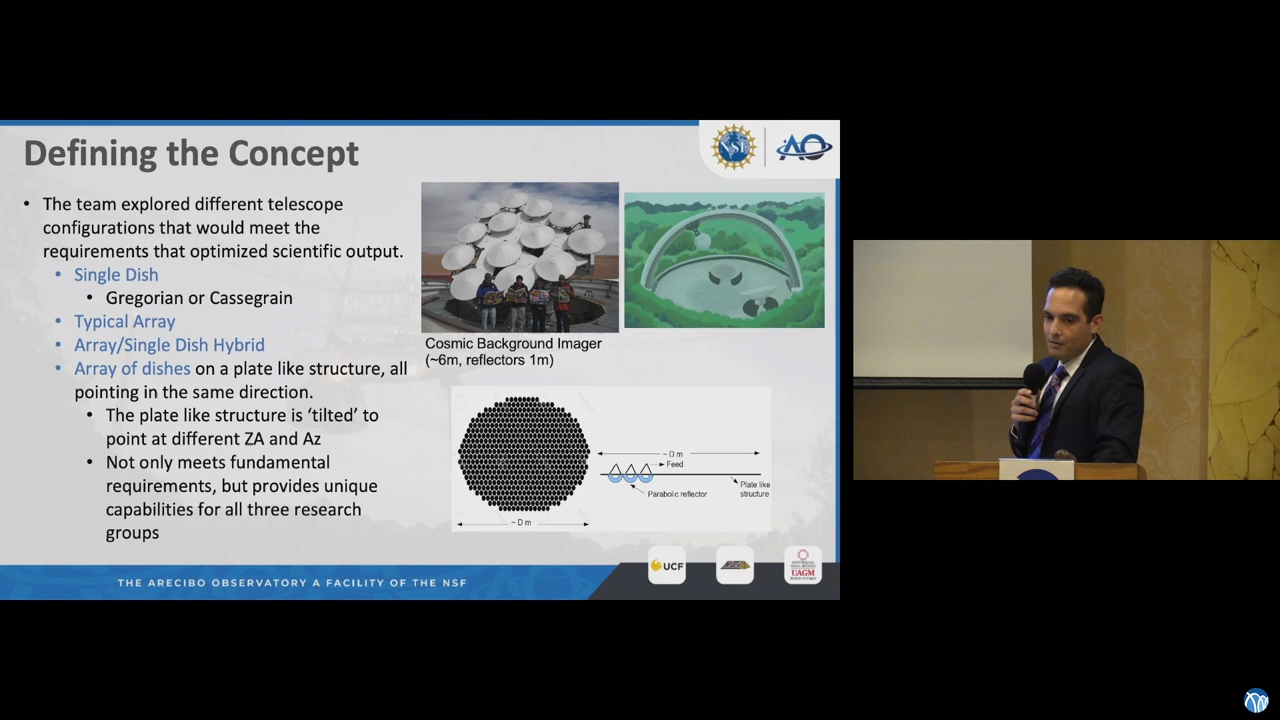 Defining the Concept
NSF
AO
• The team explored different telescope
configurations that would meet the
requirements that optimized scientific output.
• Single Dish
• Gregorian or Cassegrain
• Typical Array
• Array/Single Dish Hybrid
• Array of dishes on a plate like structure, all
pointing in the same direction.
• The plate like structure is ‘tilted’ to
point at different ZA and Az
• Not only meets fundamental
requirements, but provides unique
capabilities for all three research
groups
Cosmic Background Imager
(~6m, reflectors 1m)
~ D m
~ D m
Feed
Parabolic reflector
Plate like
structure
THE ARECIBO OBSERVATORY A FACILITY OF THE NSF
UCF
UAGM